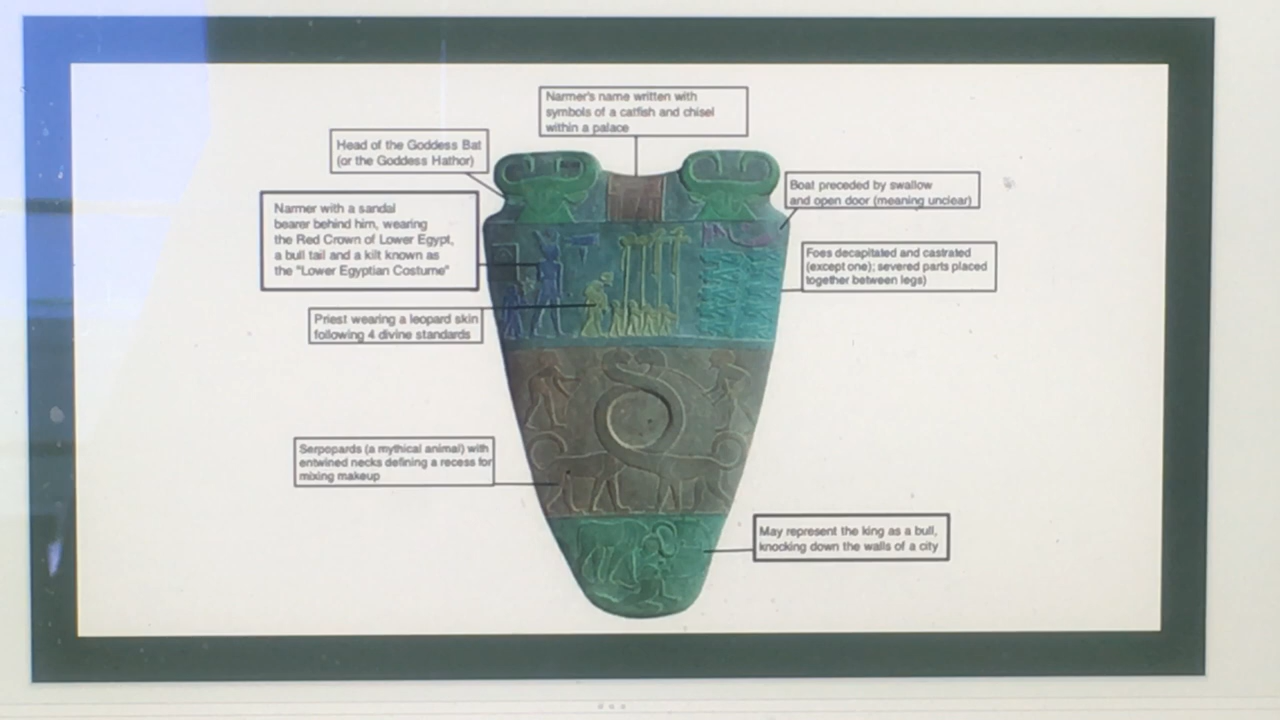 Narmer's name written with
symbols of a catfish and chisel
within a palace
Head of the Goddess Bat
(or the Goddess Hathor)
Boat preceded by swallow
and open door (meaning unclear)
Narmer with a sandal
bearer behind him, wearing
the Red Crown of Lower Egypt,
a bull tail and a kilt known as
the "Lower Egyptian Costume"
Foes decapitated and castrated
(except one); severed parts placed
together between legs)
Priest wearing a leopard skin
following 4 divine standards
Serpopards (a mythical animal) with
entwined necks defining a recess for
mixing makeup
May represent the king as a bull,
knocking down the walls of a city